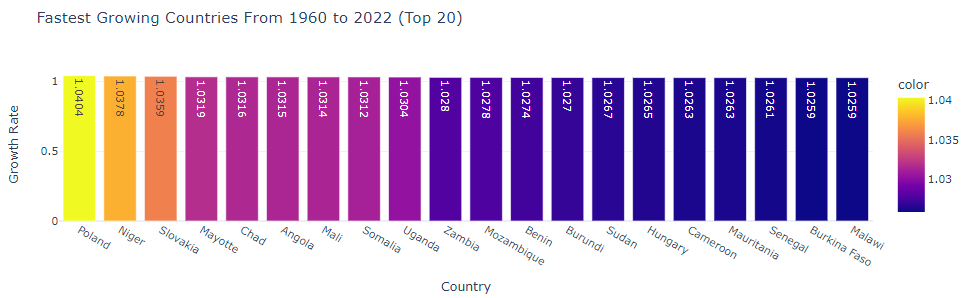 Fastest Growing Countries From 1960 to 2022 (Top 20)
color
1.04
1.035
1.03
Growth Rate
1
0.5
0
1.0404
1.0378
1.0359
1.0319
1.0316
1.0315
1.0314
1.0312
1.0304
1.028
1.0278
1.0274
1.027
1.0267
1.0265
1.0263
1.0263
1.0261
1.0259
1.0259
Poland
Niger
Slovakia
Mayotte
Chad
Angola
Mali
Somalia
Uganda
Zambia
Mozambique
Benin
Burundi
Sudan
Hungary
Cameroon
Mauritania
Senegal
Burkina Faso
Malawi
Country